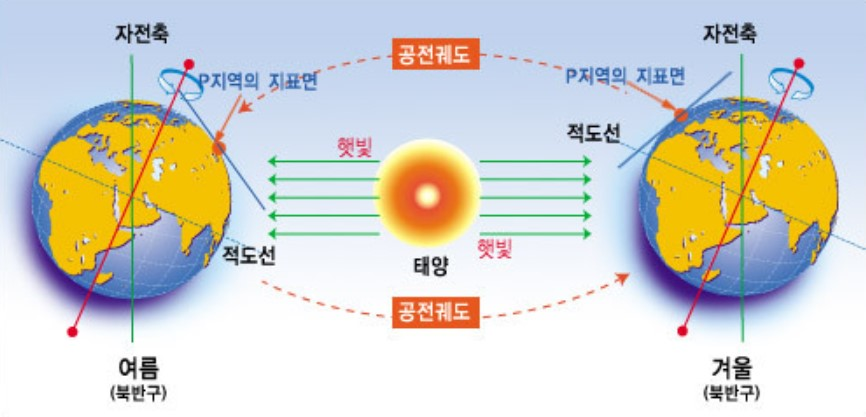 자전축
공전궤도
자전축
P지역의 지표면
P지역의 지표면
적도선
햇빛
적도선
태양
햇빛
공전궤도
여름
(북반구)
겨울
(북반구)